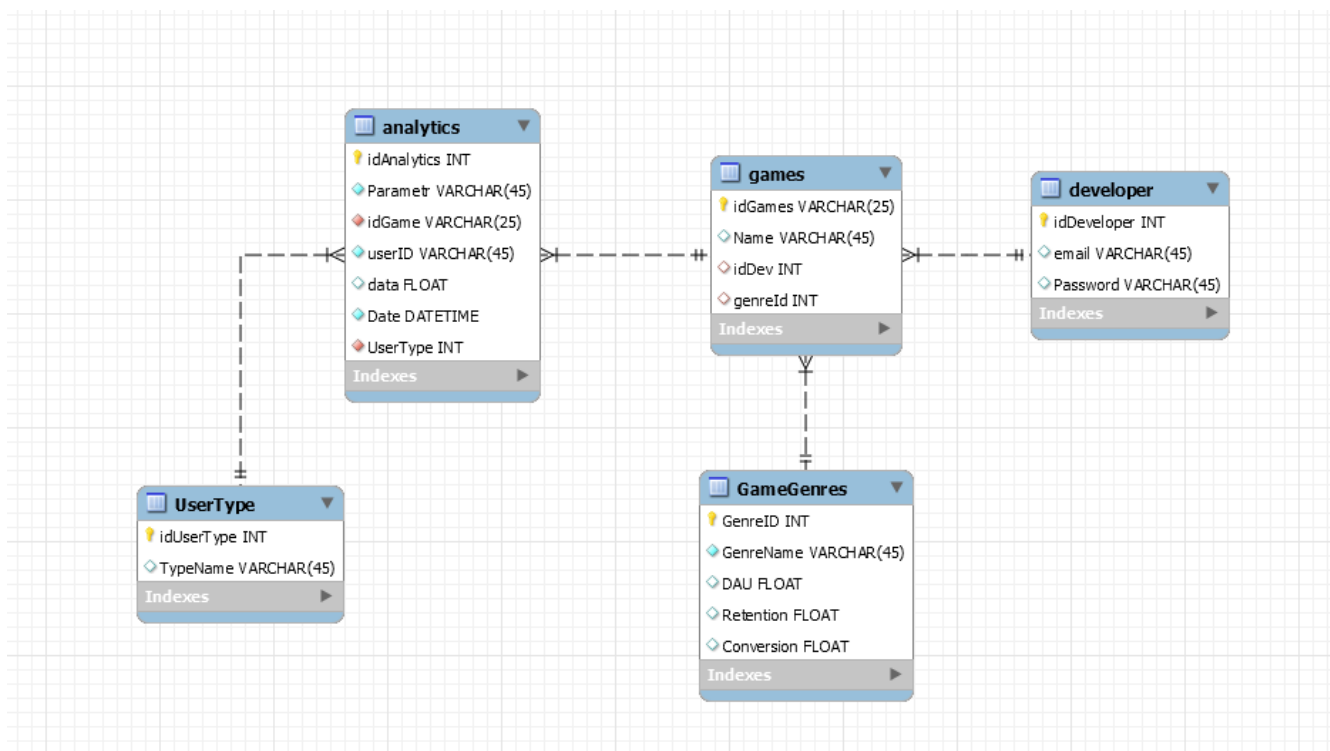 analytics
idAnalytics INT
Parametr VARCHAR(45)
idGame VARCHAR(25)
userID VARCHAR(45)
data FLOAT
Date DATETIME
UserType INT
Indexes
games
idGames VARCHAR(25)
Name VARCHAR(45)
idDev INT
genreId INT
Indexes
developer
idDeveloper INT
email VARCHAR(45)
Password VARCHAR(45)
Indexes
UserType
idUserType INT
TypeName VARCHAR(45)
Indexes
GameGenres
GenreID INT
GenreName VARCHAR(45)
DAU FLOAT
Retention FLOAT
Conversion FLOAT
Indexes